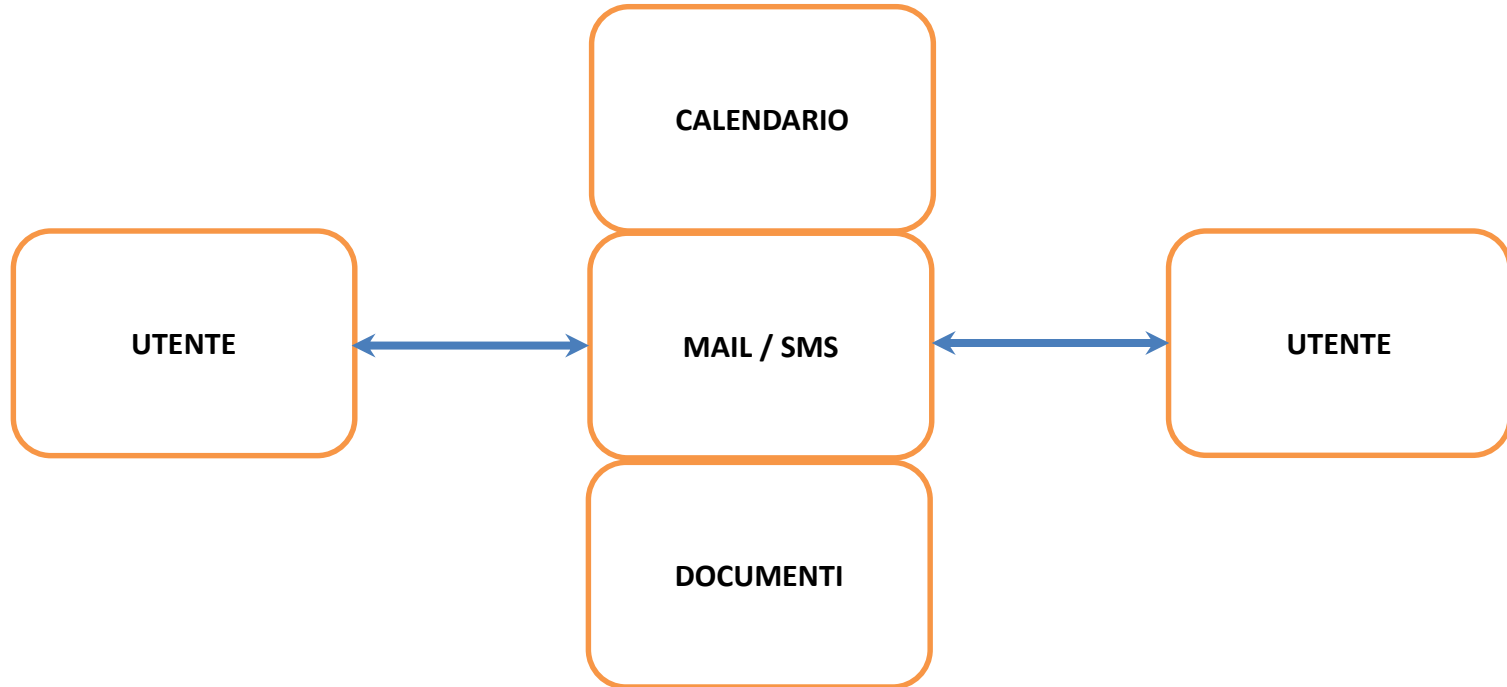 CALENDARIO
UTENTE
MAIL / SMS
UTENTE
DOCUMENTI